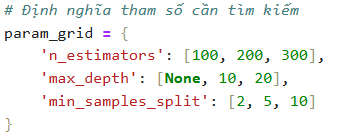 # Định nghĩa tham số cần tìm kiếm
param_grid = {
    'n_estimators': [100, 200, 300],
    'max_depth': [None, 10, 20],
    'min_samples_split': [2, 5, 10]
}